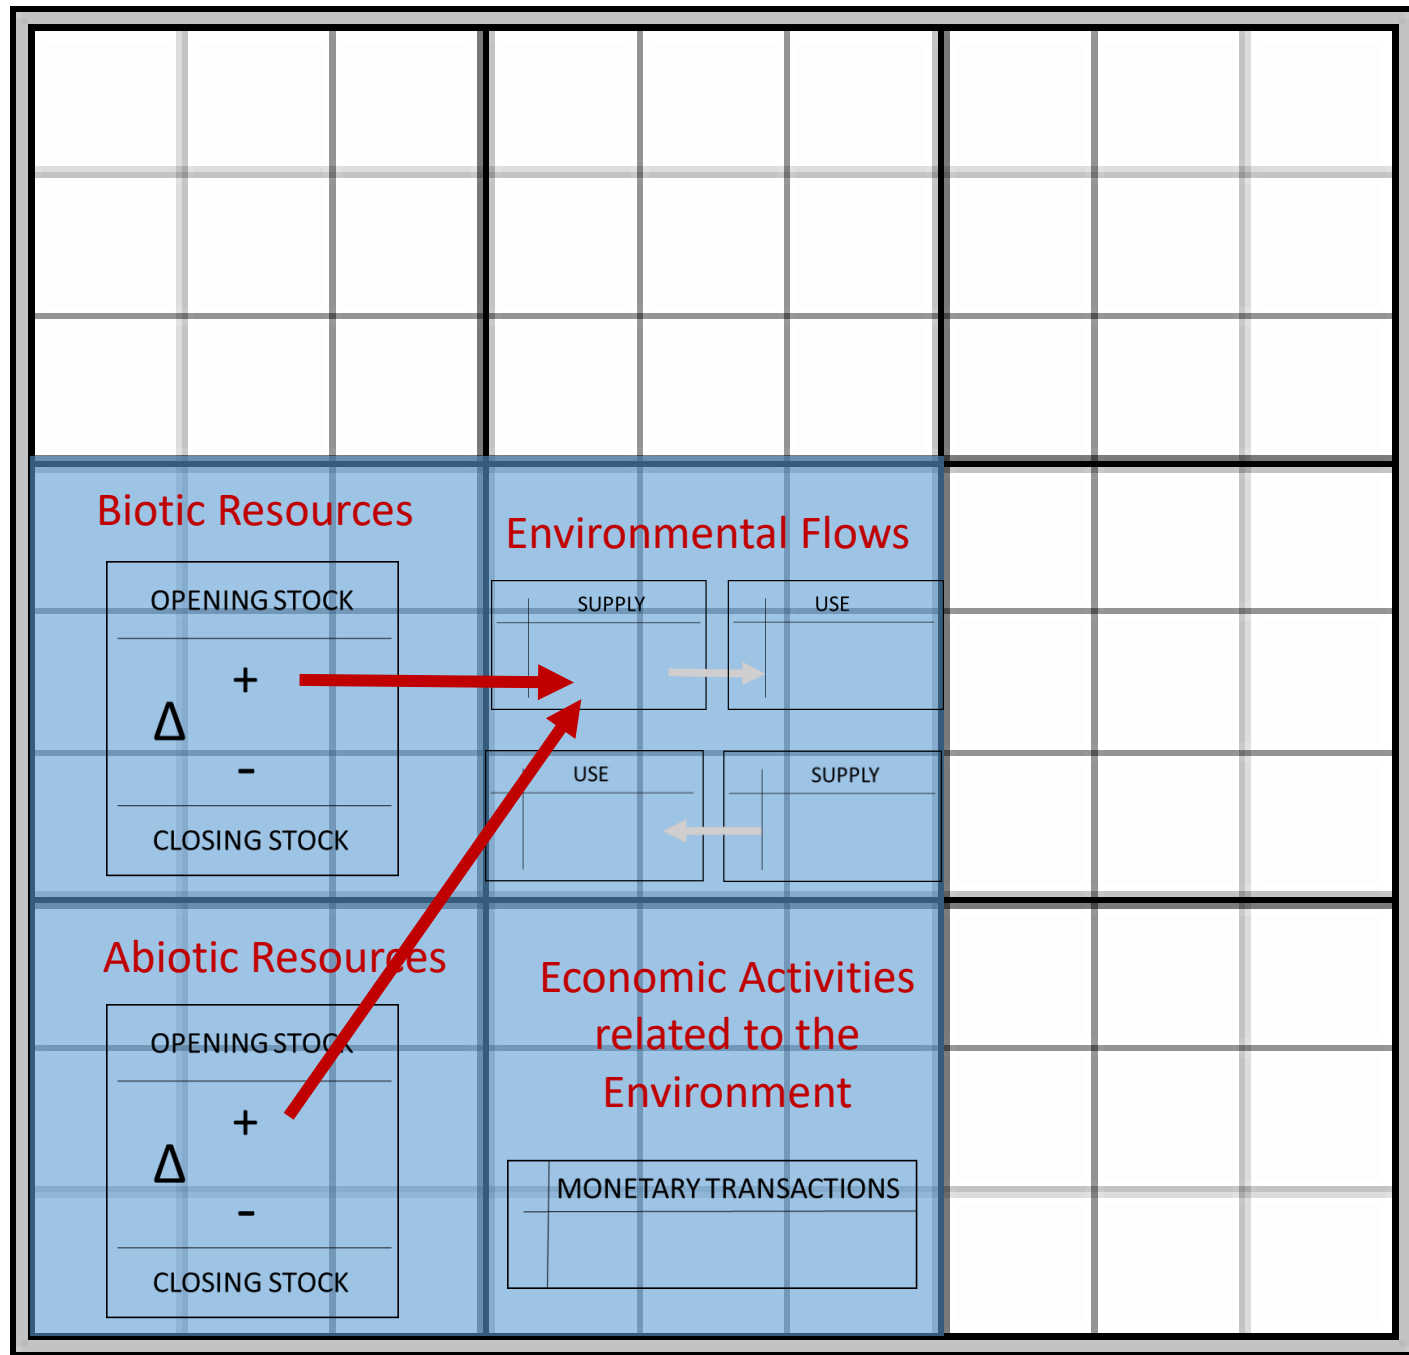 Biotic Resources
OPENING STOCK
+
Δ
-
CLOSING STOCK
Environmental Flows
SUPPLY
USE
USE
SUPPLY
Abiotic Resources
OPENING STOCK
+
Δ
-
CLOSING STOCK
Economic Activities
related to the
Environment
MONETARY TRANSACTIONS